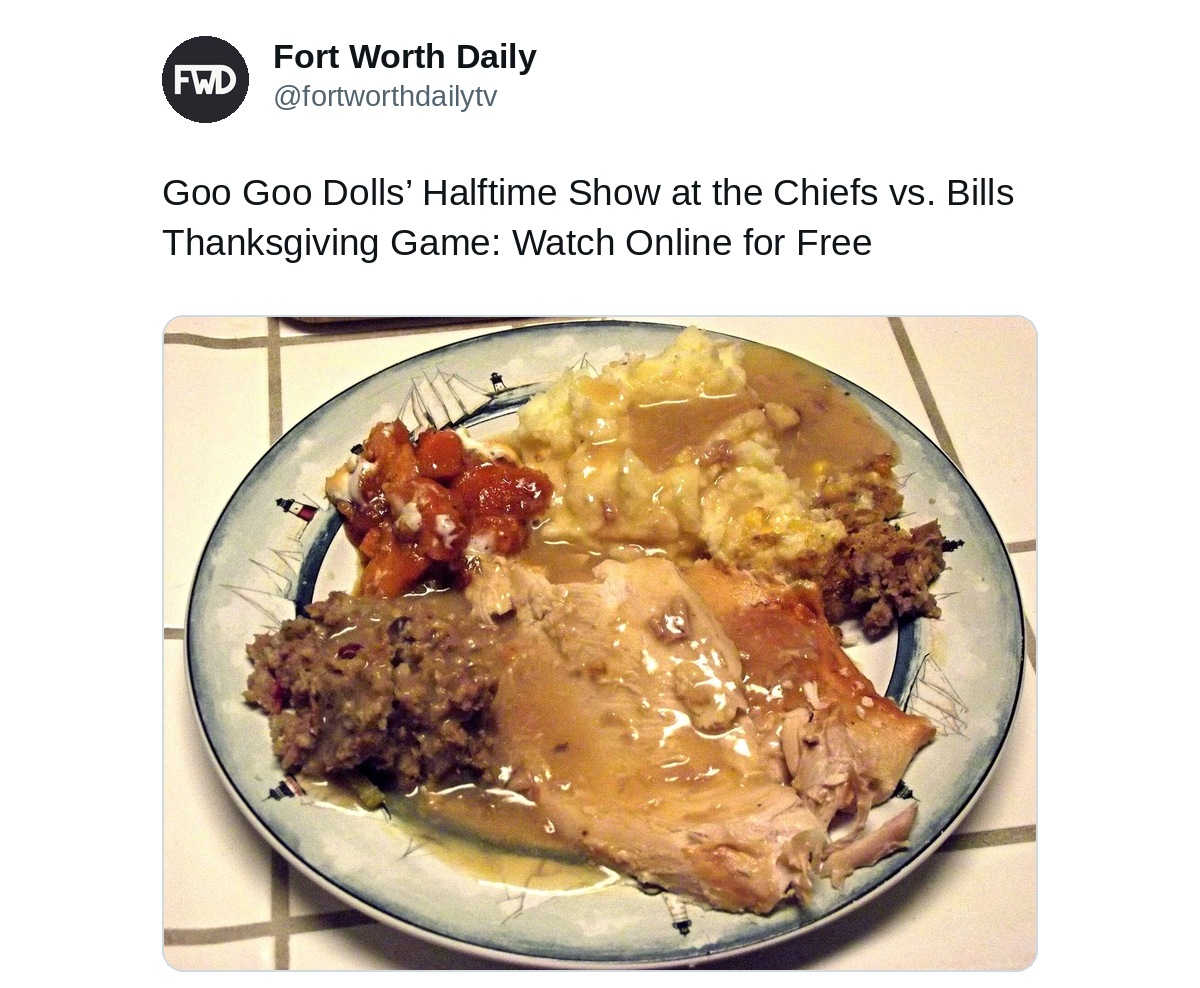 FWD
Fort Worth Daily
@fortworthdailytv
Goo Goo Dolls’ Halftime Show at the Chiefs vs. Bills
Thanksgiving Game: Watch Online for Free